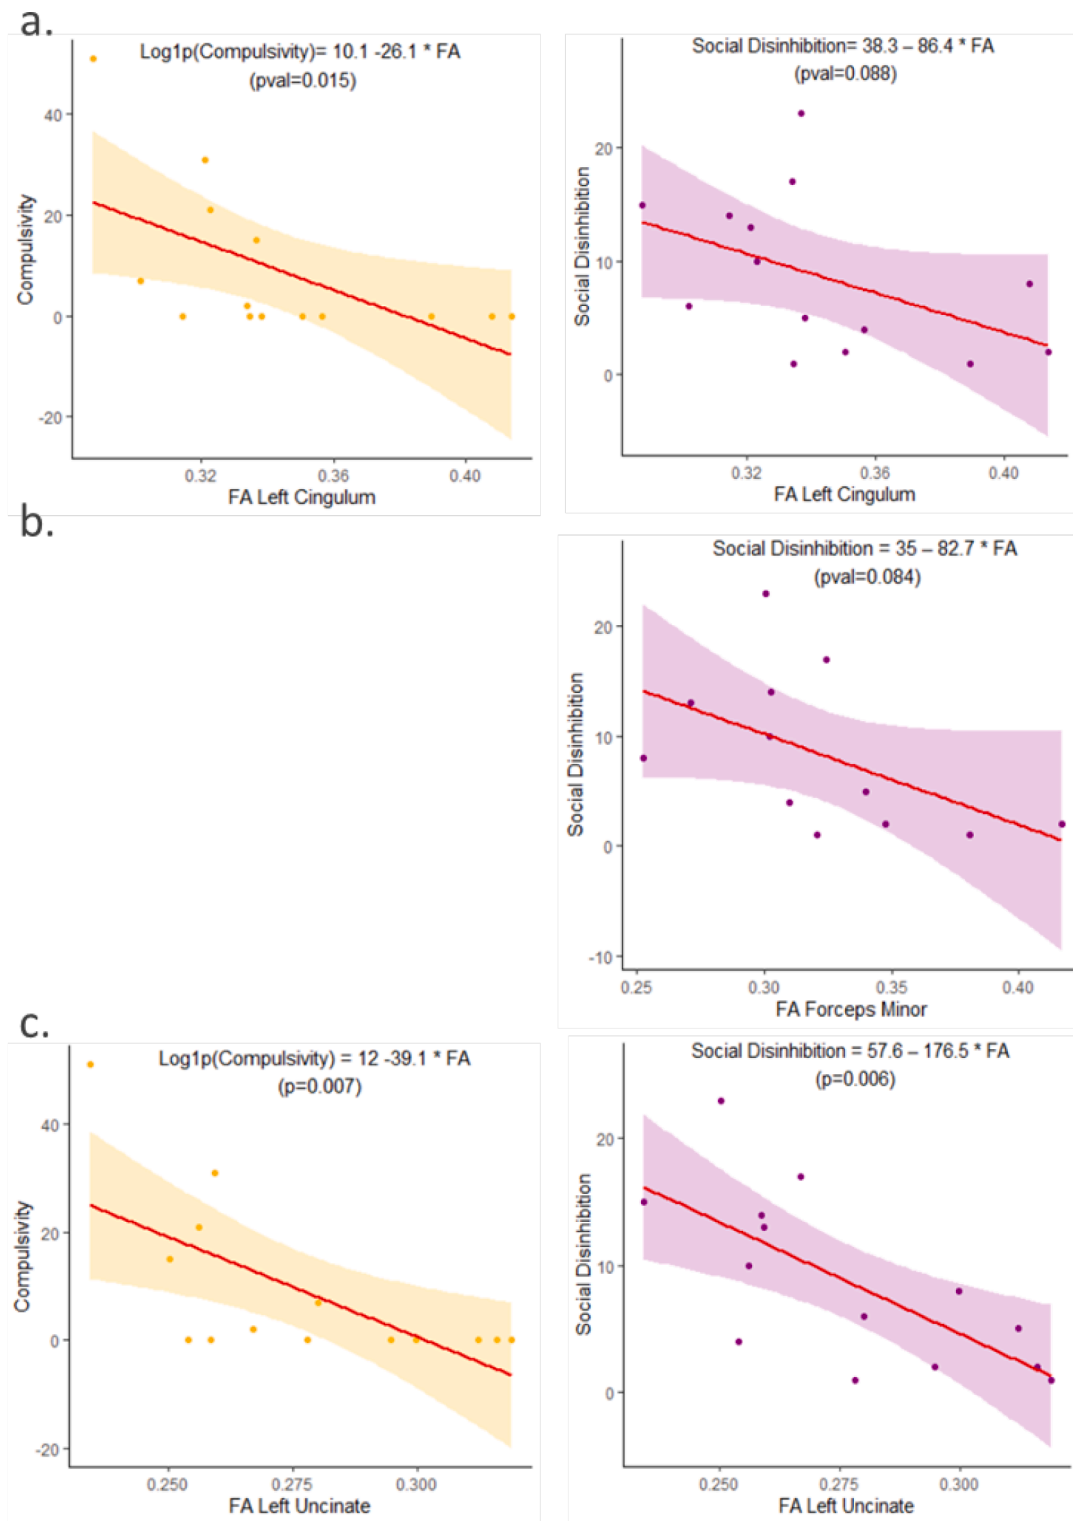 a.
Log1p(Compulsivity)= 10.1 -26.1 * FA
(pval=0.015)
40
20
0
-20
Compulsivity
0.32 0.36 0.40
FA Left Cingulum
Social Disinhibition= 38.3 – 86.4 * FA
(pval=0.088)
20
10
0
Social Disinhibition
0.32 0.36 0.40
FA Left Cingulum
b.
Social Disinhibition = 35 – 82.7 * FA
(pval=0.084)
20
10
0
-10
Social Disinhibition
0.25 0.30 0.35 0.40
FA Forceps Minor
c.
Log1p(Compulsivity) = 12 -39.1 * FA
(p=0.007)
40
20
0
-20
Compulsivity
0.250 0.275 0.300
FA Left Uncinate
Social Disinhibition = 57.6 – 176.5 * FA
(p=0.006)
20
10
0
Social Disinhibition
0.250 0.275 0.300
FA Left Uncinate